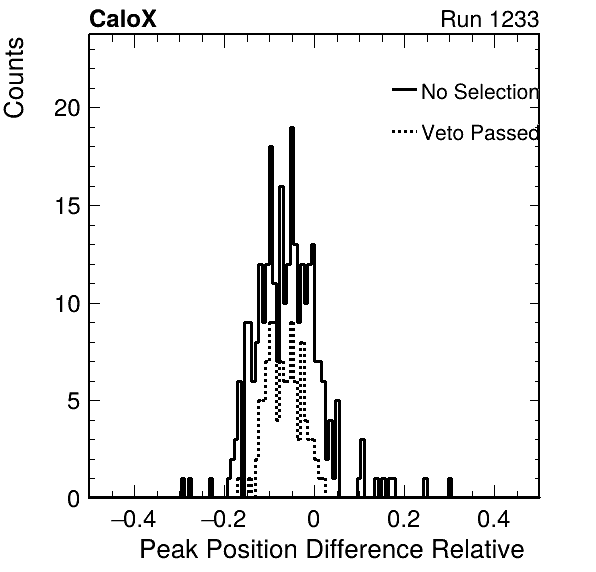 CaloX
Run 1233
Counts
No Selection
Veto Passed
20
15
10
5
0
−0.4
−0.2
0
0.2
0.4
Peak Position Difference Relative